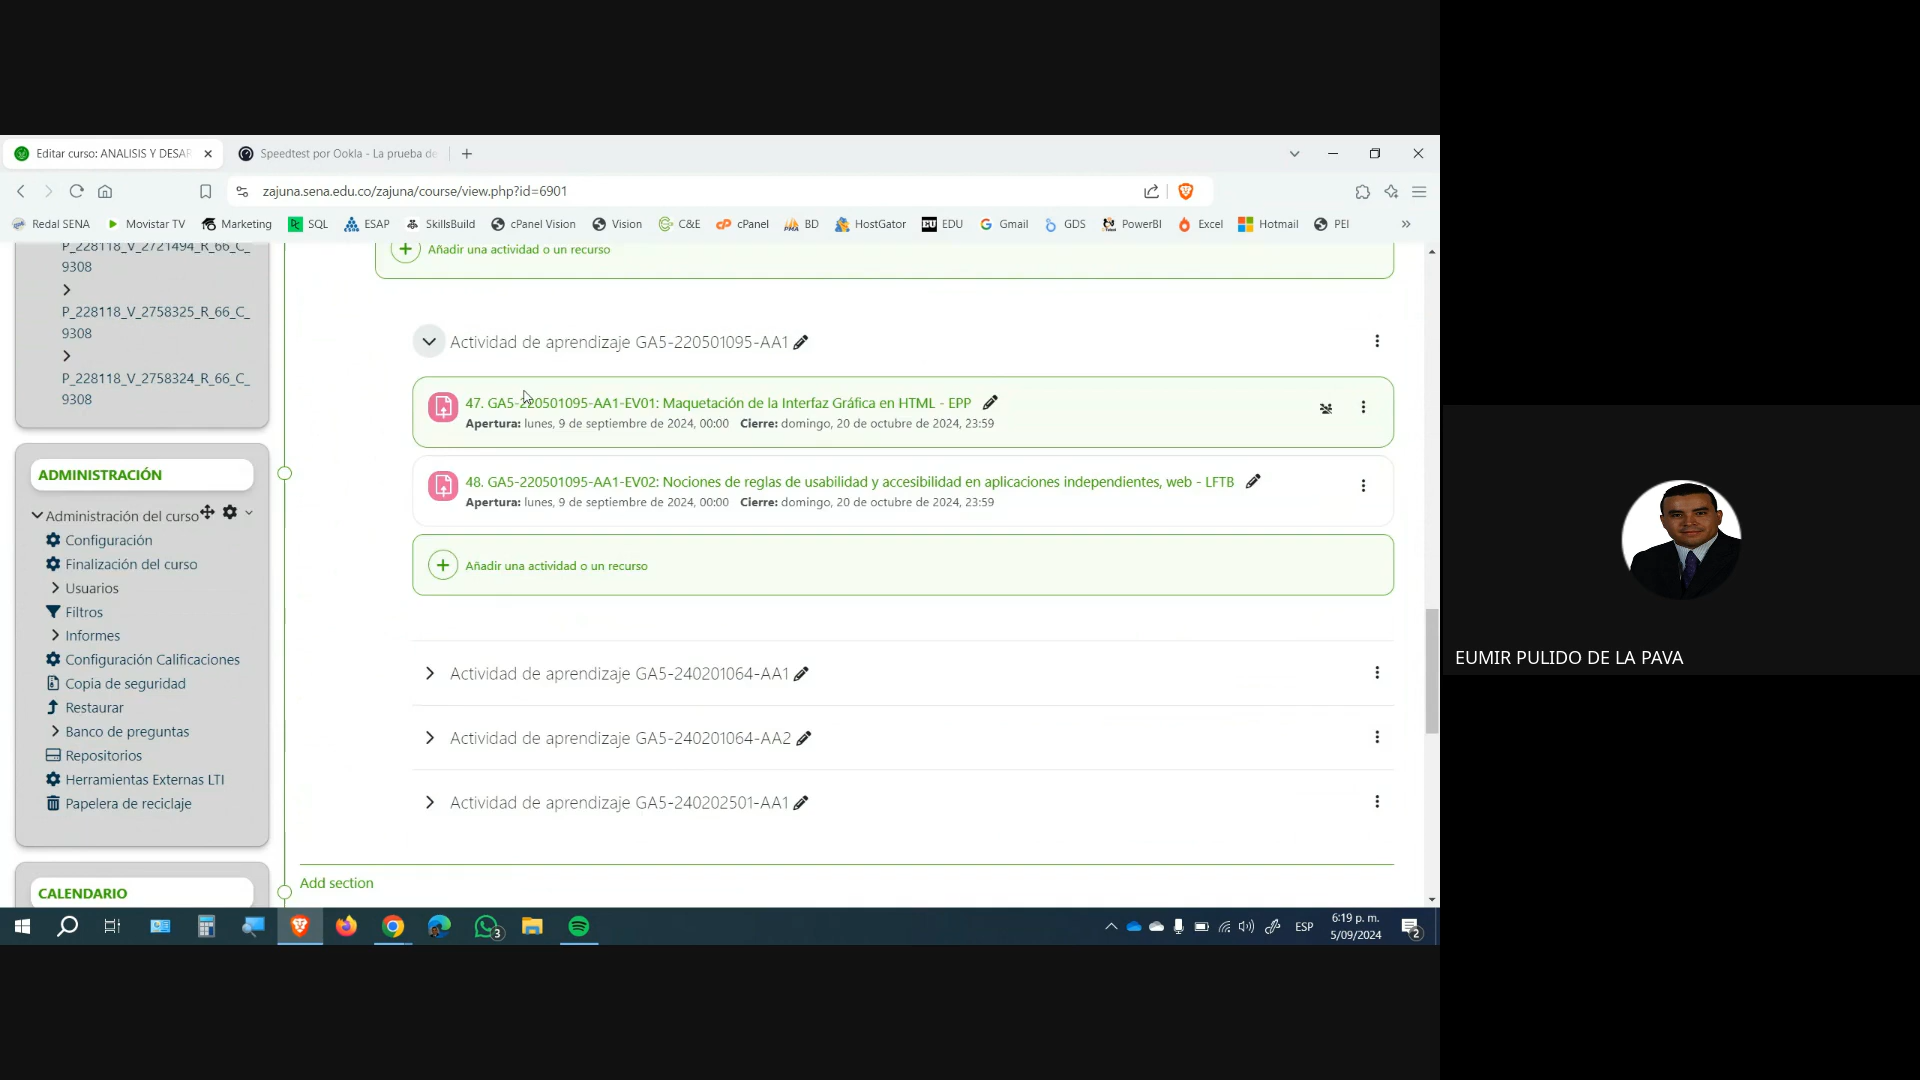 Editar curso: ANALISIS Y DESAR
Speedtest por Ookla - La prueba de
zajuna.sena.edu.co/zajuna/course/view.php?id=6901
Redal SENA
Movistar TV
Marketing
SQL
ESAP
SkillsBuild
cPanel Vision
Vision
C&E
cPanel
BD
HostGator
EDU
Gmail
GDS
PowerBI
Excel
Hotmail
PEI
P_228118_V_2721494_R_66_C_
9308
P_228118_V_2758325_R_66_C_
9308
P_228118_V_2758324_R_66_C_
9308
ADMINISTRACIÓN
Administración del curso
Configuración
Finalización del curso
Usuarios
Filtros
Informes
Configuración Calificaciones
Copia de seguridad
Restaurar
Banco de preguntas
Repositorios
Herramientas Externas LTI
Papelera de reciclaje
CALENDARIO
Añadir una actividad o un recurso
Actividad de aprendizaje GA5-220501095-AA1
47. GA5-220501095-AA1-EV01: Maquetación de la Interfaz Gráfica en HTML - EPP
Apertura: lunes, 9 de septiembre de 2024, 00:00 Cierre: domingo, 20 de octubre de 2024, 23:59
48. GA5-220501095-AA1-EV02: Nociones de reglas de usabilidad y accesibilidad en aplicaciones independientes, web - LFTB
Apertura: lunes, 9 de septiembre de 2024, 00:00 Cierre: domingo, 20 de octubre de 2024, 23:59
Añadir una actividad o un recurso
Actividad de aprendizaje GA5-240201064-AA1
Actividad de aprendizaje GA5-240201064-AA2
Actividad de aprendizaje GA5-240202501-AA1
Add section
EUMIR PULIDO DE LA PAVA
3
ESP
6:19 p. m.
5/09/2024
2